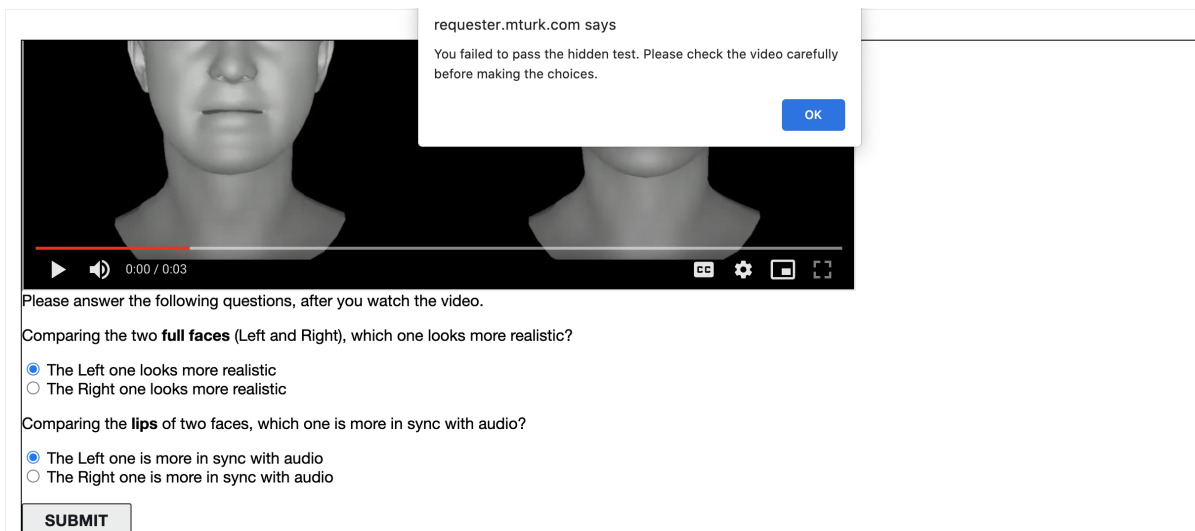 requester.mturk.com says
You failed to pass the hidden test. Please check the video carefully
before making the choices.
OK
0:00 / 0:03
CC
Please answer the following questions, after you watch the video.
Comparing the two full faces (Left and Right), which one looks more realistic?
The Left one looks more realistic
The Right one looks more realistic
Comparing the lips of two faces, which one is more in sync with audio?
The Left one is more in sync with audio
The Right one is more in sync with audio
SUBMIT